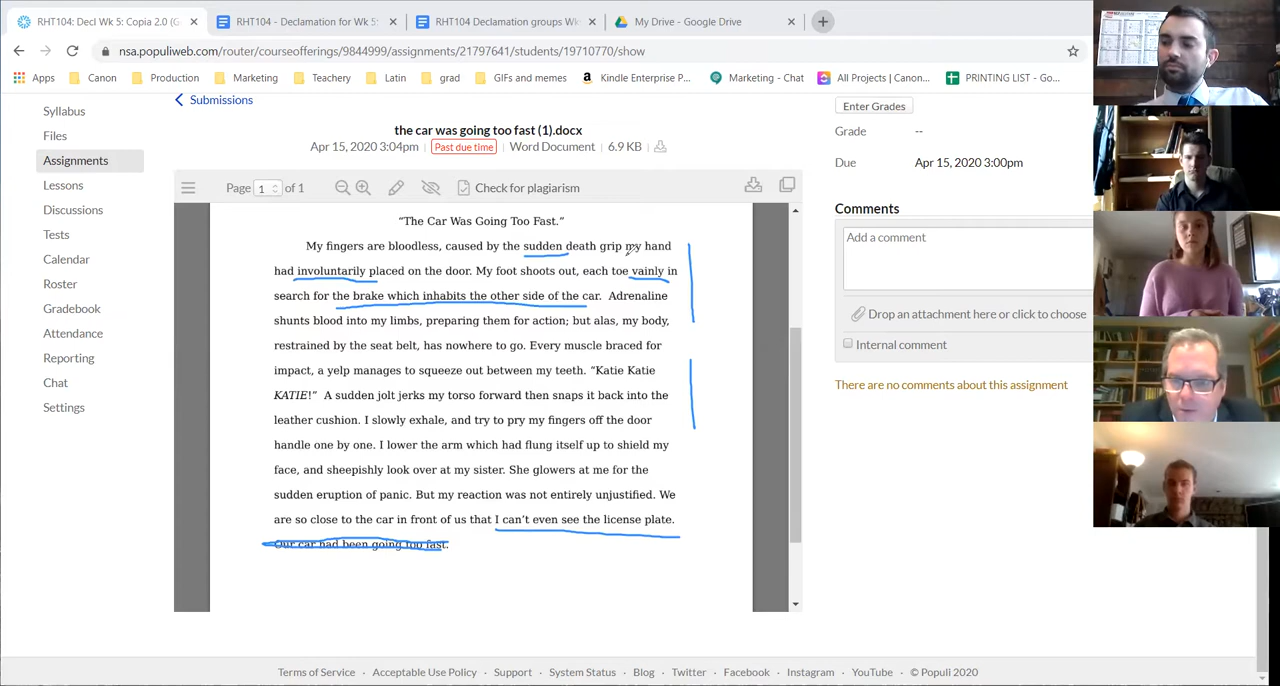 RHT104: Decl Wk 5: Copia 2.0 (G
RHT104 - Declamation for Wk 5:
RHT104 Declamation groups Wk
My Drive - Google Drive
nsa.populiweb.com/router/courseofferings/9844999/assignments/21797641/students/19710770/show
Apps Canon Production Marketing Teachery Latin grad GIFs and memes Kindle Enterprise P... Marketing - Chat All Projects | Canon... PRINTING LIST - Go...
Syllabus
Files
Assignments
Lessons
Discussions
Tests
Calendar
Roster
Gradebook
Attendance
Reporting
Chat
Settings
Submissions
the car was going too fast (1).docx
Apr 15, 2020 3:04pm Past due time Word Document 6.9 KB
Page 1 of 1 Check for plagiarism
“The Car Was Going Too Fast.”
My fingers are bloodless, caused by the sudden death grip my hand
had involuntarily placed on the door. My foot shoots out, each toe vainly in
search for the brake which inhabits the other side of the car. Adrenaline
shunts blood into my limbs, preparing them for action; but alas, my body,
restrained by the seat belt, has nowhere to go. Every muscle braced for
impact, a yelp manages to squeeze out between my teeth. “Katie Katie
KATIE!” A sudden jolt jerks my torso forward then snaps it back into the
leather cushion. I slowly exhale, and try to pry my fingers off the door
handle one by one. I lower the arm which had flung itself up to shield my
face, and sheepishly look over at my sister. She glowers at me for the
sudden eruption of panic. But my reaction was not entirely unjustified. We
are so close to the car in front of us that I can’t even see the license plate.
Our car had been going too fast.
Enter Grades
Grade --
Due Apr 15, 2020 3:00pm
Comments
Add a comment
Drop an attachment here or click to choose
Internal comment
There are no comments about this assignment
Terms of Service · Acceptable Use Policy · Support · System Status · Blog · Twitter · Facebook · Instagram · YouTube · © Populi 2020